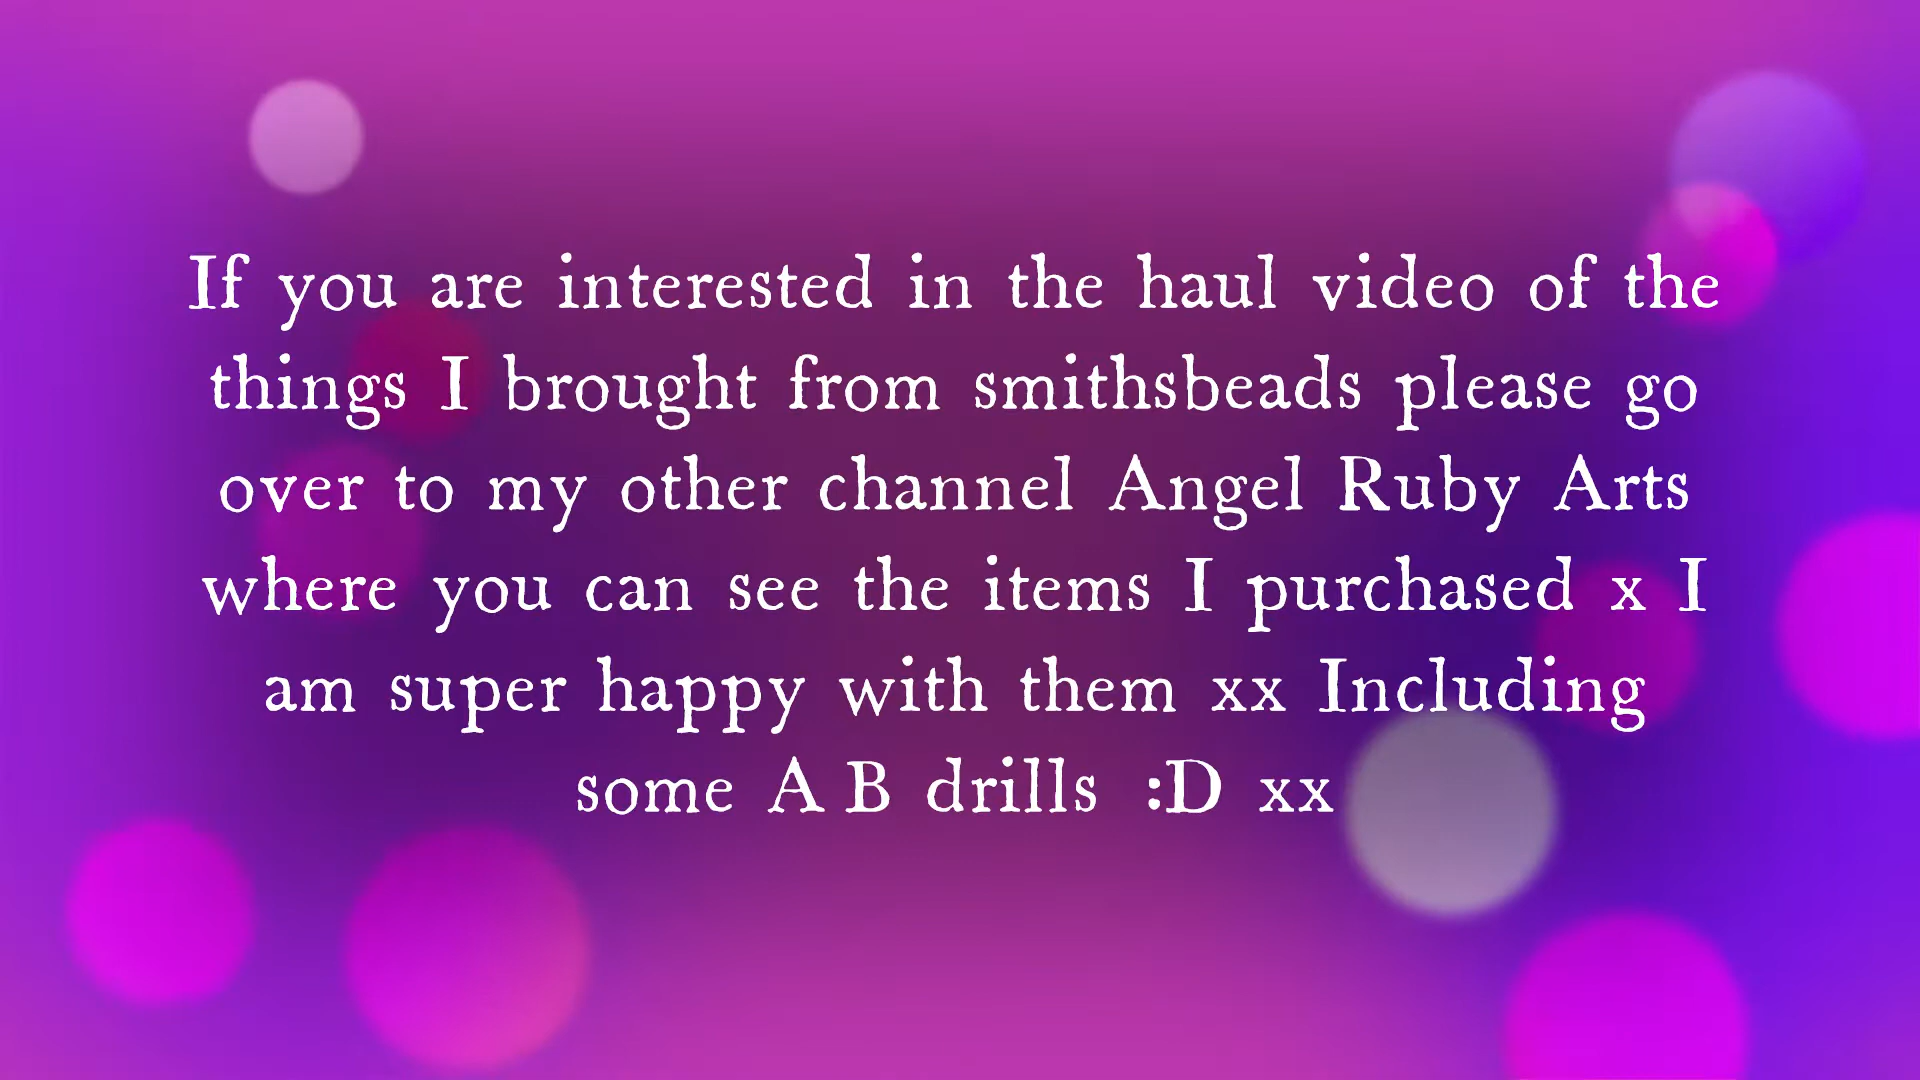 If you are interested in the haul video of the
things I brought from smithsbeads please go
over to my other channel Angel Ruby Arts
where you can see the items I purchased x I
am super happy with them xx Including
some A B drills :D xx